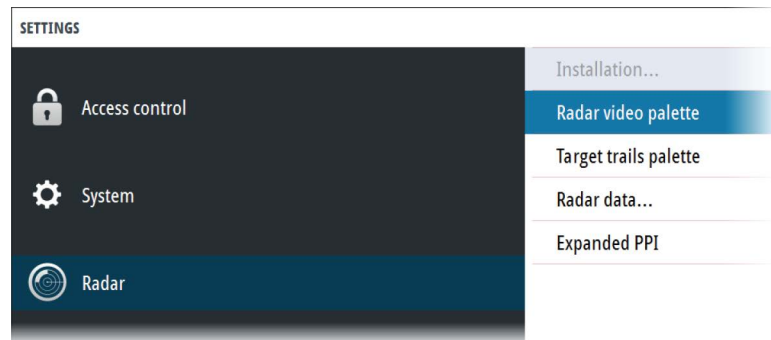 SETTINGS
Access control
System
Radar
Installation...
Radar video palette
Target trails palette
Radar data...
Expanded PPI